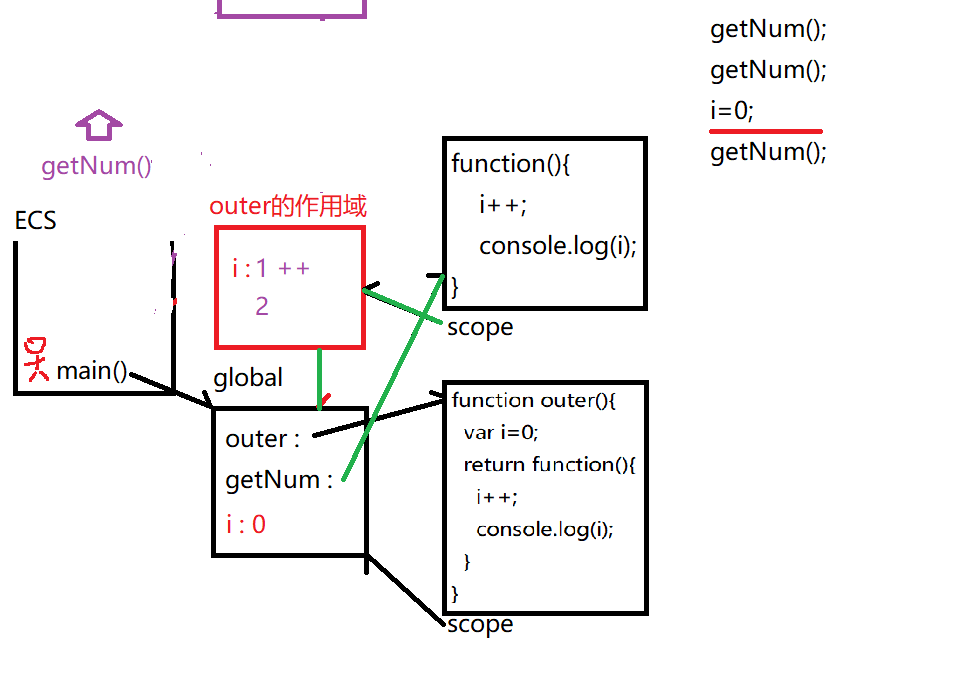 getNum();
getNum();
i=0;
getNum();
getNum()
ECS
main()
outer的作用域
i : 1 ++
2
global
outer :
getNum :
i : 0
function(){
i++;
console.log(i);
}
scope
function outer(){
var i=0;
return function(){
i++;
console.log(i);
}
}
scope